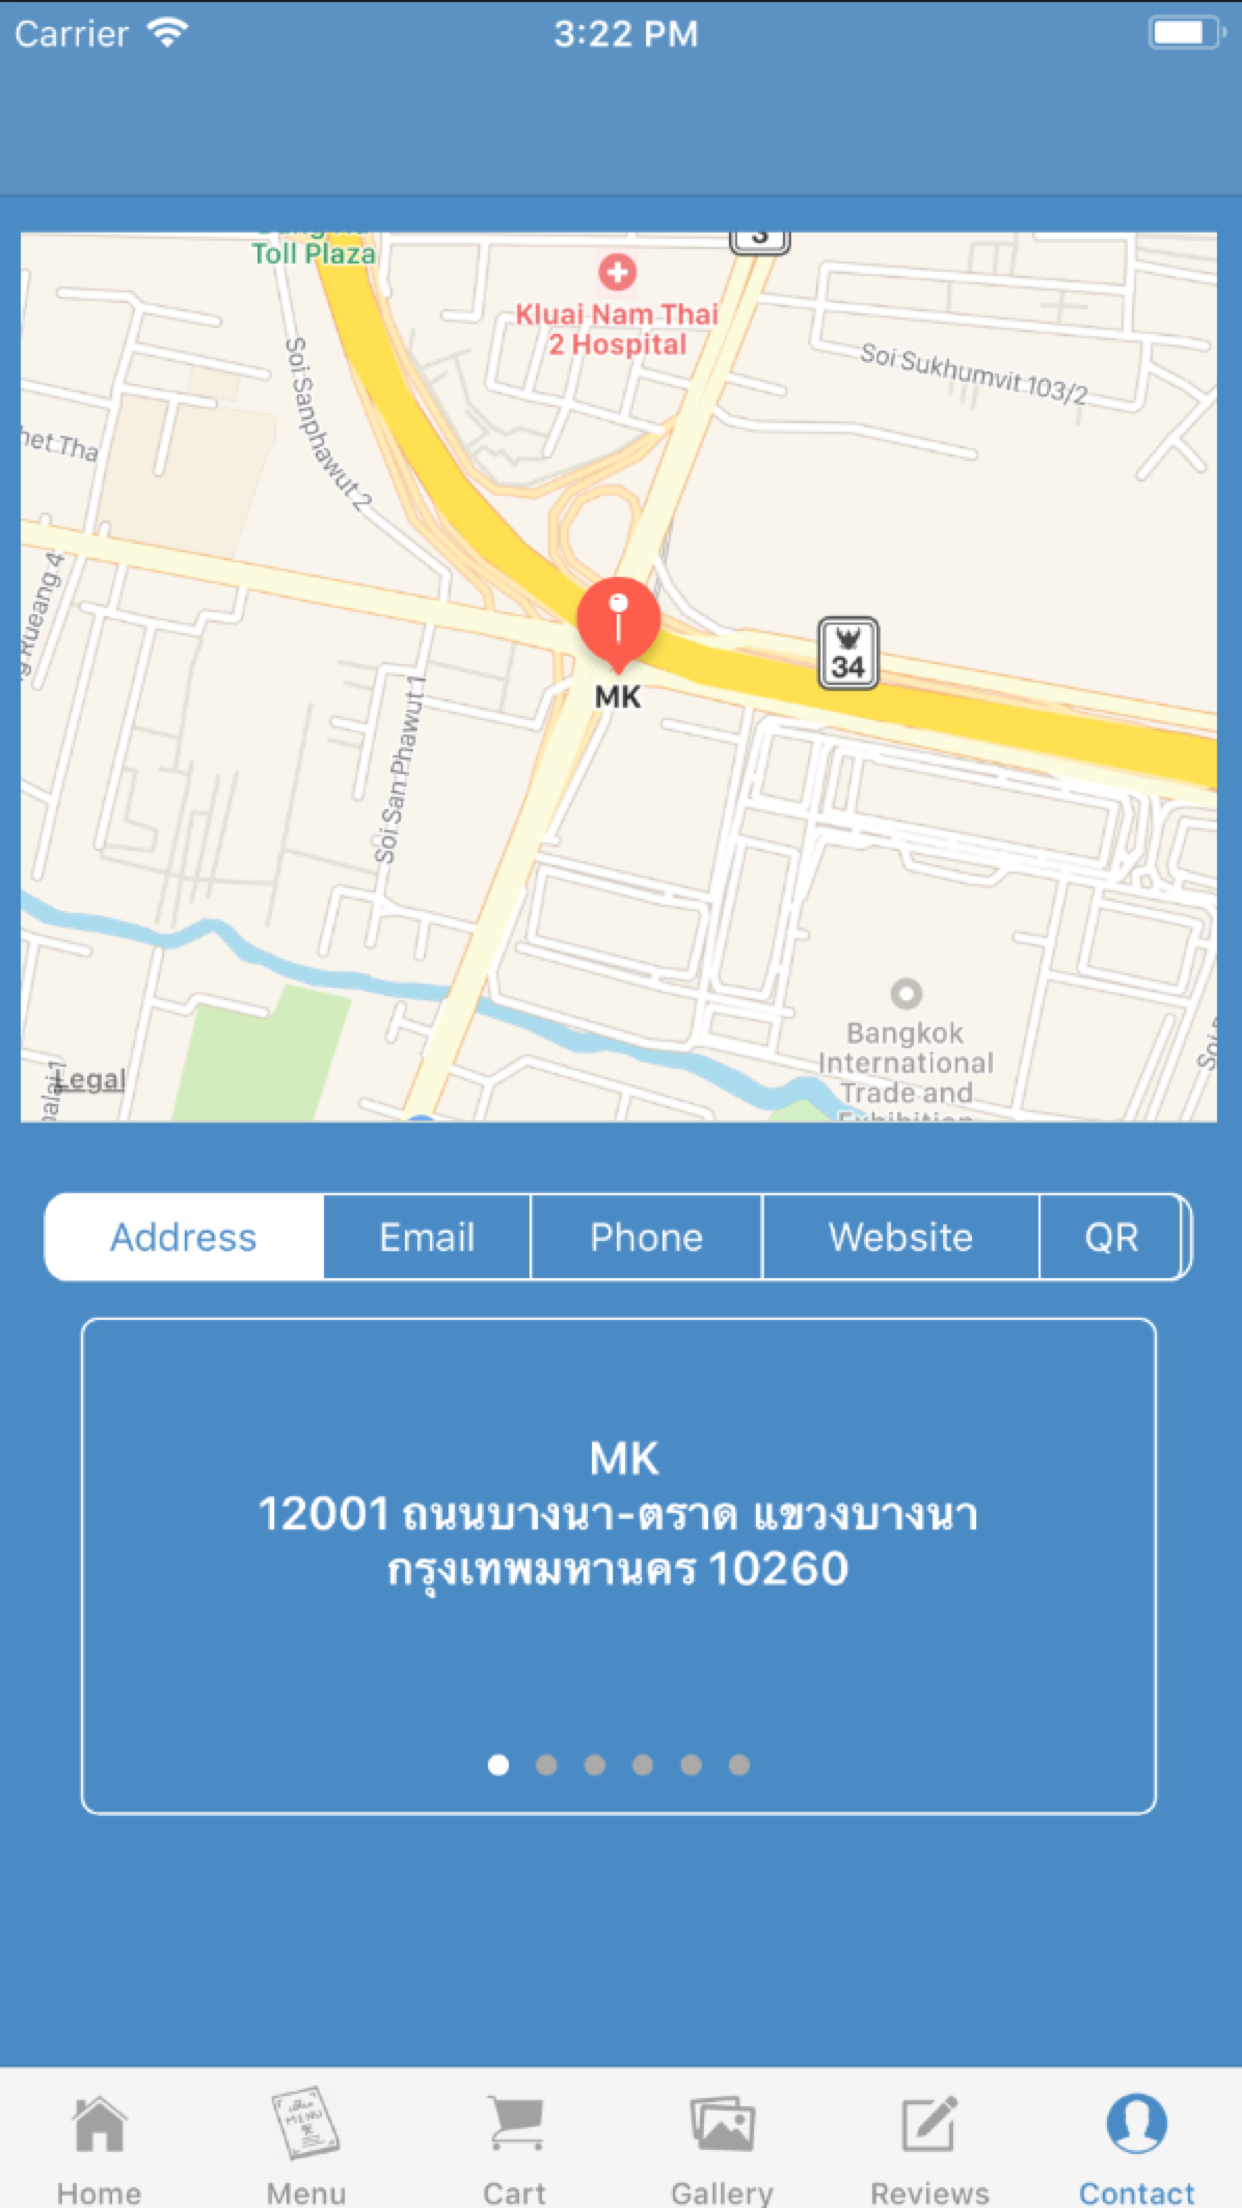 Carrier
3:22 PM
Toll Plaza
3
Kluai Nam Thai
2 Hospital
Soi Sukhumvit 103/2
Soi Sanphawut 2
34
MK
Soi San Phawut 1
Bangkok
International
Trade and
Exhibition
Legal
Address
Email
Phone
Website
QR
MK
12001 ถนนบางนา-ตราด แขวงบางนา
กรุงเทพมหานคร 10260
MENU
Home
Menu
Cart
Gallery
Reviews
Contact